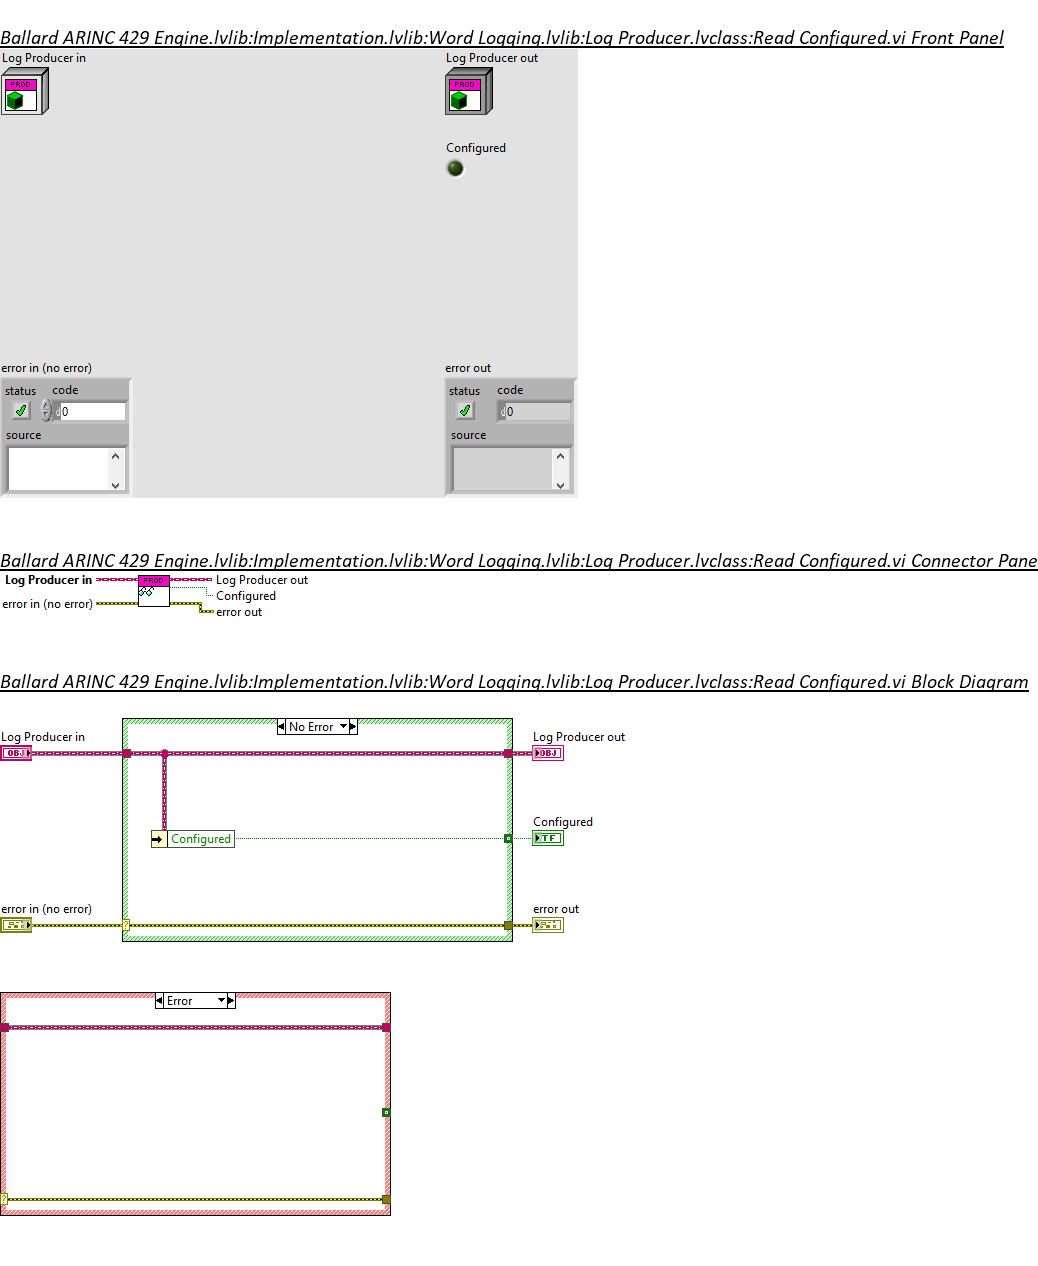 Ballard ARINC 429 Engine.lvlib:Implementation.lvlib:Word Logging.lvlib:Log Producer.lvclass:Read Configured.vi Front Panel
Log Producer in
Log Producer out
PROD
PROD
Configured
error in (no error)
error out
status code
status code
d 0
d 0
source
source
Ballard ARINC 429 Engine.lvlib:Implementation.lvlib:Word Logging.lvlib:Log Producer.lvclass:Read Configured.vi Connector Pane
Log Producer in
PROD
Log Producer out
Configured
error in (no error)
error out
Ballard ARINC 429 Engine.lvlib:Implementation.lvlib:Word Logging.lvlib:Log Producer.lvclass:Read Configured.vi Block Diagram
No Error
Log Producer in
Log Producer out
OBJ
OBJ
Configured
Configured
TF
error in (no error)
error out
?
Error
?